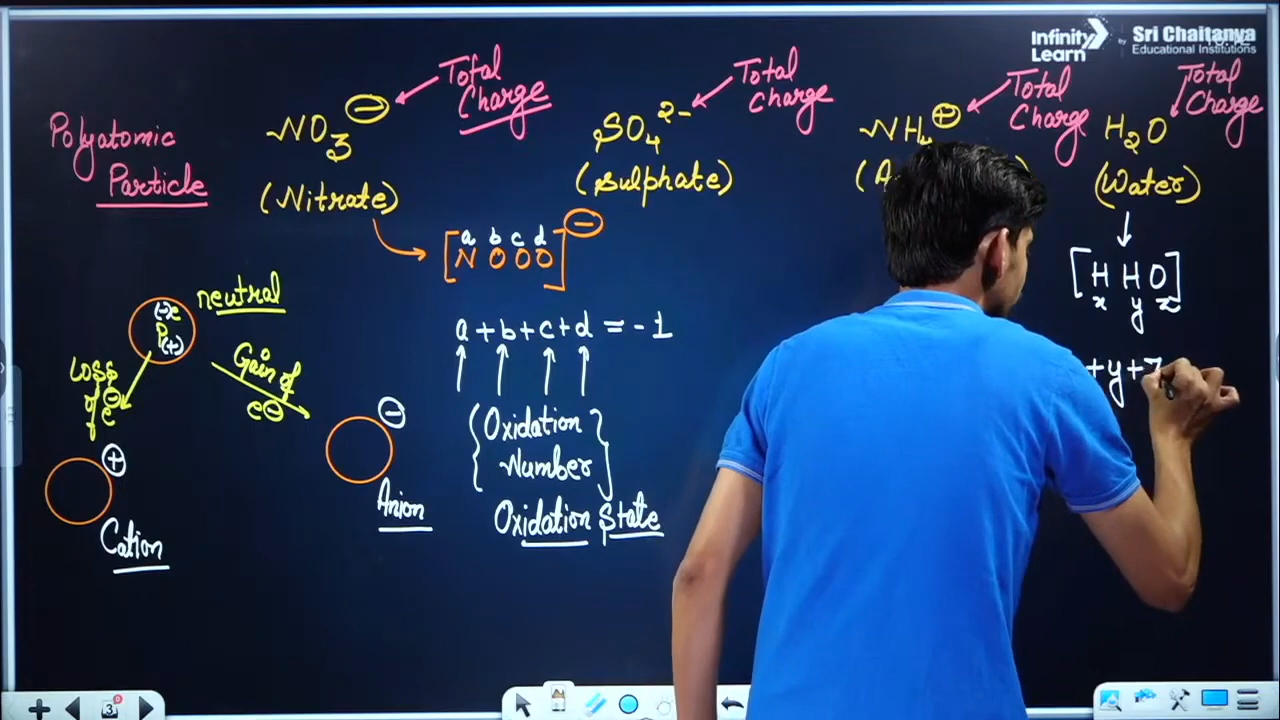 Infinity Learn
by
Sri Chaitanya
Educational Institutions
Polyatomic
Particle
NO3⊖
Total
Charge
(Nitrate)
SO4 2-
Total
charge
(Sulphate)
NH4⊕
Total
Charge
(A
H2O
Total
Charge
(Water)
[H H O]
x y z
+y+z
a b c d
[N O O O]⊖
a+b+c+d = -1
{Oxidation
Number}
Oxidation State
neutral
(-)e
P(+)
Loss
of e⊖
Gain of
e⊖
⊕
Cation
⊖
Anion
3